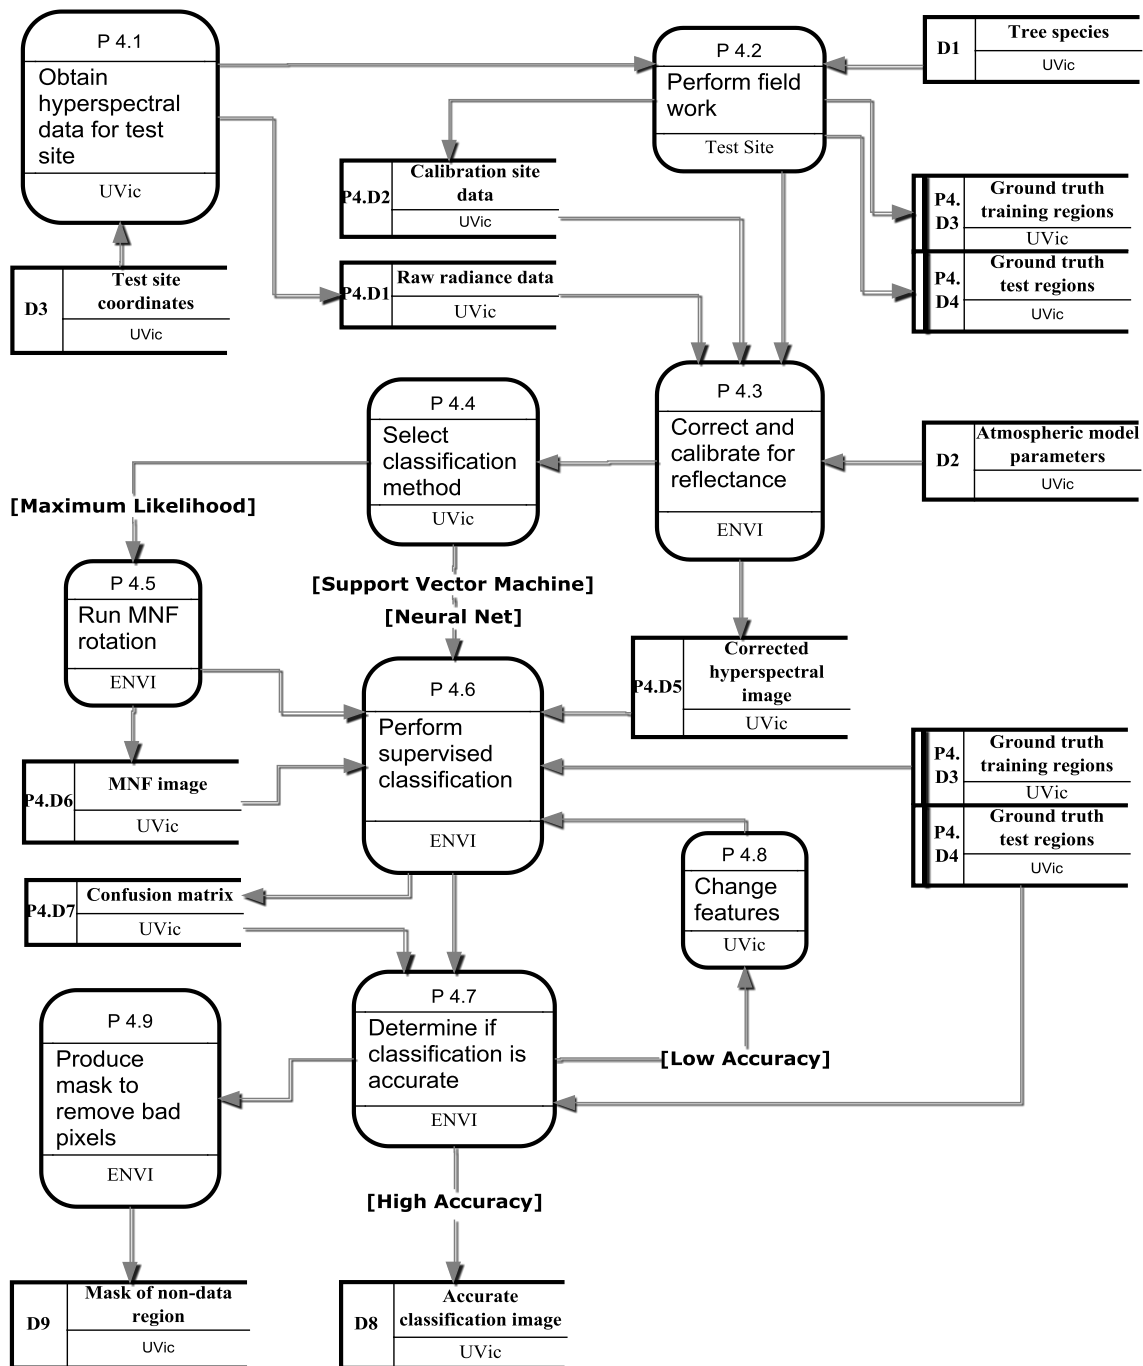 P 4.1
Obtain
hyperspectral
data for test
site
UVic
P 4.2
Perform field
work
Test Site
D1
Tree species
UVic
P4.D2
Calibration site
data
UVic
P4.
D3
Ground truth
training regions
UVic
P4.
D4
Ground truth
test regions
UVic
D3
Test site
coordinates
UVic
P4.D1
Raw radiance data
UVic
P 4.4
Select
classification
method
UVic
P 4.3
Correct and
calibrate for
reflectance
ENVI
D2
Atmospheric model
parameters
UVic
[Maximum Likelihood]
[Support Vector Machine]
[Neural Net]
P 4.5
Run MNF
rotation
ENVI
P 4.6
Perform
supervised
classification
ENVI
P4.D5
Corrected
hyperspectral
image
UVic
P4.
D3
Ground truth
training regions
UVic
P4.
D4
Ground truth
test regions
UVic
P4.D6
MNF image
UVic
P 4.8
Change
features
UVic
P4.D7
Confusion matrix
UVic
P 4.7
Determine if
classification is
accurate
ENVI
[Low Accuracy]
P 4.9
Produce
mask to
remove bad
pixels
ENVI
[High Accuracy]
D9
Mask of non-data
region
UVic
D8
Accurate
classification image
UVic